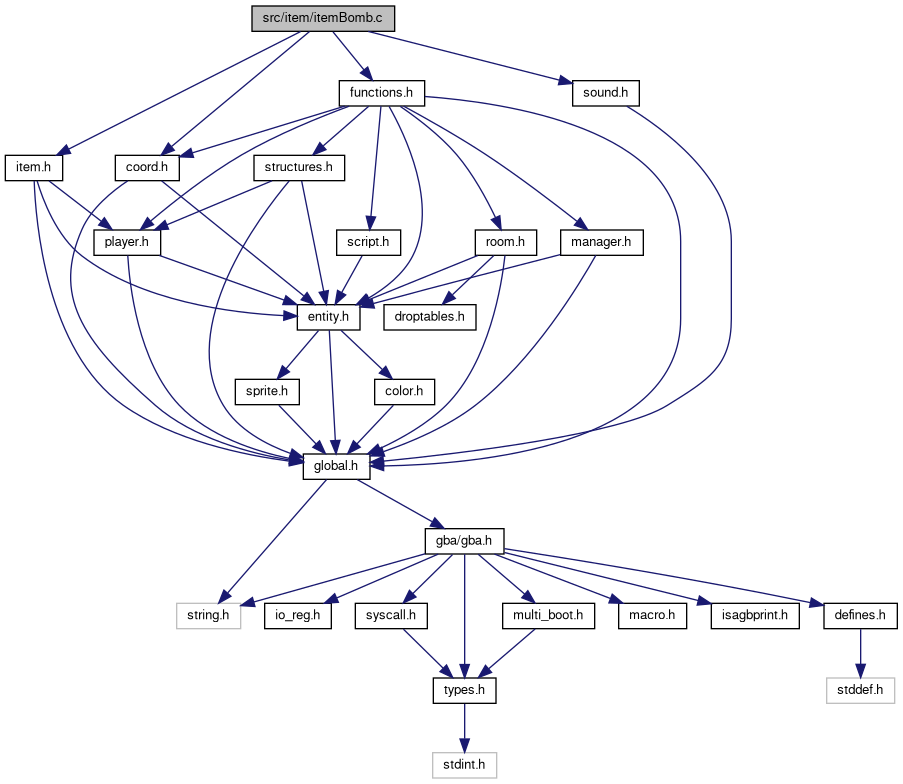 src/item/itemBomb.c
functions.h
sound.h
item.h
coord.h
structures.h
player.h
script.h
room.h
manager.h
entity.h
droptables.h
sprite.h
color.h
global.h
gba/gba.h
string.h
io_reg.h
syscall.h
multi_boot.h
macro.h
isagbprint.h
defines.h
types.h
stddef.h
stdint.h